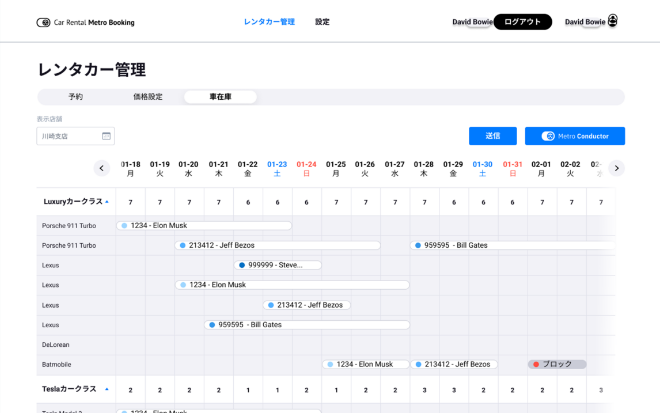 Car Rental Metro Booking
レンタカー管理
設定
David Bowie
ログアウト
David Bowie
レンタカー管理
予約
価格設定
車在庫
表示店舗
川崎支店
送信
Metro Conductor
01-18 01-19 01-20 01-21 01-22 01-23 01-24 01-25 01-26 01-27 01-28 01-29 01-30 01-31 02-01 02-02 02-
月 火 水 木 金 土 日 月 火 水 木 金 土 日 月 火
Luxuryカークラス 7 7 7 7 6 6 6 7 7 7 7 6 6 6 7 7 7
Porsche 911 Turbo 1234 - Elon Musk
Porsche 911 Turbo 213412 - Jeff Bezos 959595 - Bill Gates
Lexus 999999 - Steve...
Lexus 1234 - Elon Musk
Lexus 213412 - Jeff Bezos
Lexus 959595 - Bill Gates
DeLorean
Batmobile 1234 - Elon Musk 213412 - Jeff Bezos ブロック
Teslaカークラス 2 2 2 2 1 1 2 1 2 2 3 3 3 2 2 2 3
1234 - Elon Musk